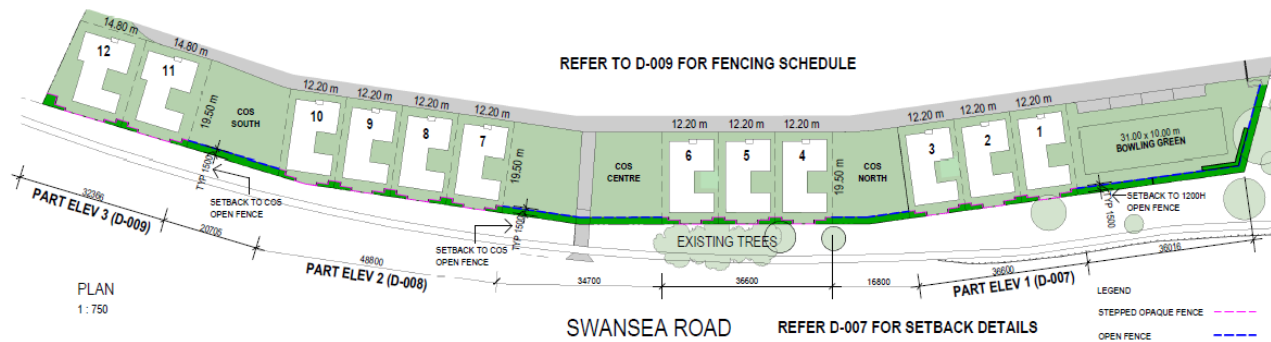 REFER TO D-009 FOR FENCING SCHEDULE
14.80 m
14.80 m
12.20 m
12.20 m
12.20 m
12.20 m
12.20 m
12.20 m
12.20 m
12.20 m
12.20 m
12.20 m
12
11
COS
SOUTH
19.50 m
10
9
8
7
19.50 m
COS
CENTRE
6
5
4
19.50 m
COS
NORTH
3
2
1
31.00 x 10.00 m
BOWLING GREEN
TYP 1500
SETBACK TO COS
OPEN FENCE
TYP 1500
SETBACK TO COS
OPEN FENCE
TYP 1500
SETBACK TO 1200H
OPEN FENCE
EXISTING TREES
32366
20705
48800
34700
36600
16800
36600
36016
PART ELEV 3 (D-009)
PART ELEV 2 (D-008)
PART ELEV 1 (D-007)
PLAN
1 : 750
SWANSEA ROAD
REFER D-007 FOR SETBACK DETAILS
LEGEND
STEPPED OPAQUE FENCE
OPEN FENCE